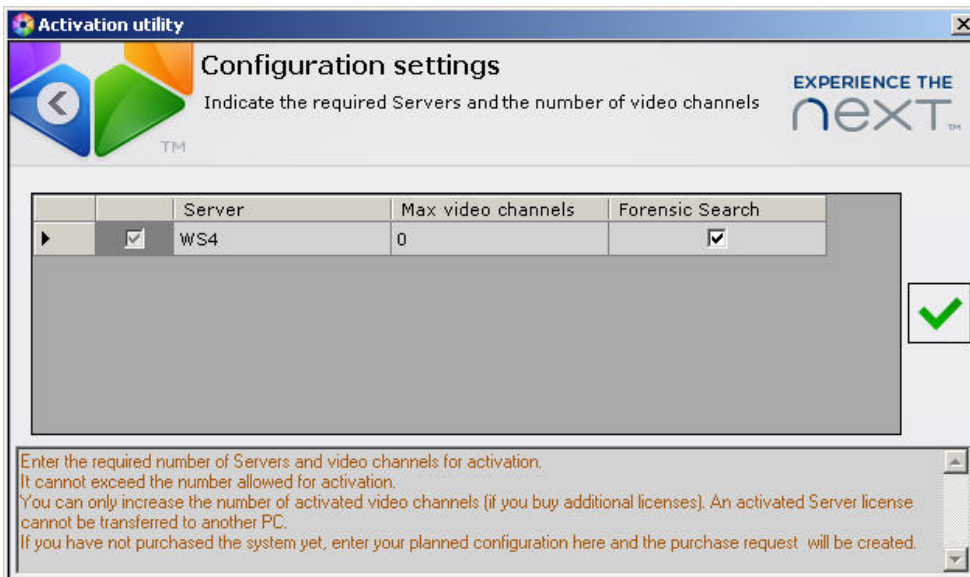 Activation utility
Configuration settings
Indicate the required Servers and the number of video channels
EXPERIENCE THE
next™
TM
Server Max video channels Forensic Search
WS4 0
Enter the required number of Servers and video channels for activation.
It cannot exceed the number allowed for activation.
You can only increase the number of activated video channels (if you buy additional licenses). An activated Server license
cannot be transferred to another PC.
If you have not purchased the system yet, enter your planned configuration here and the purchase request will be created.